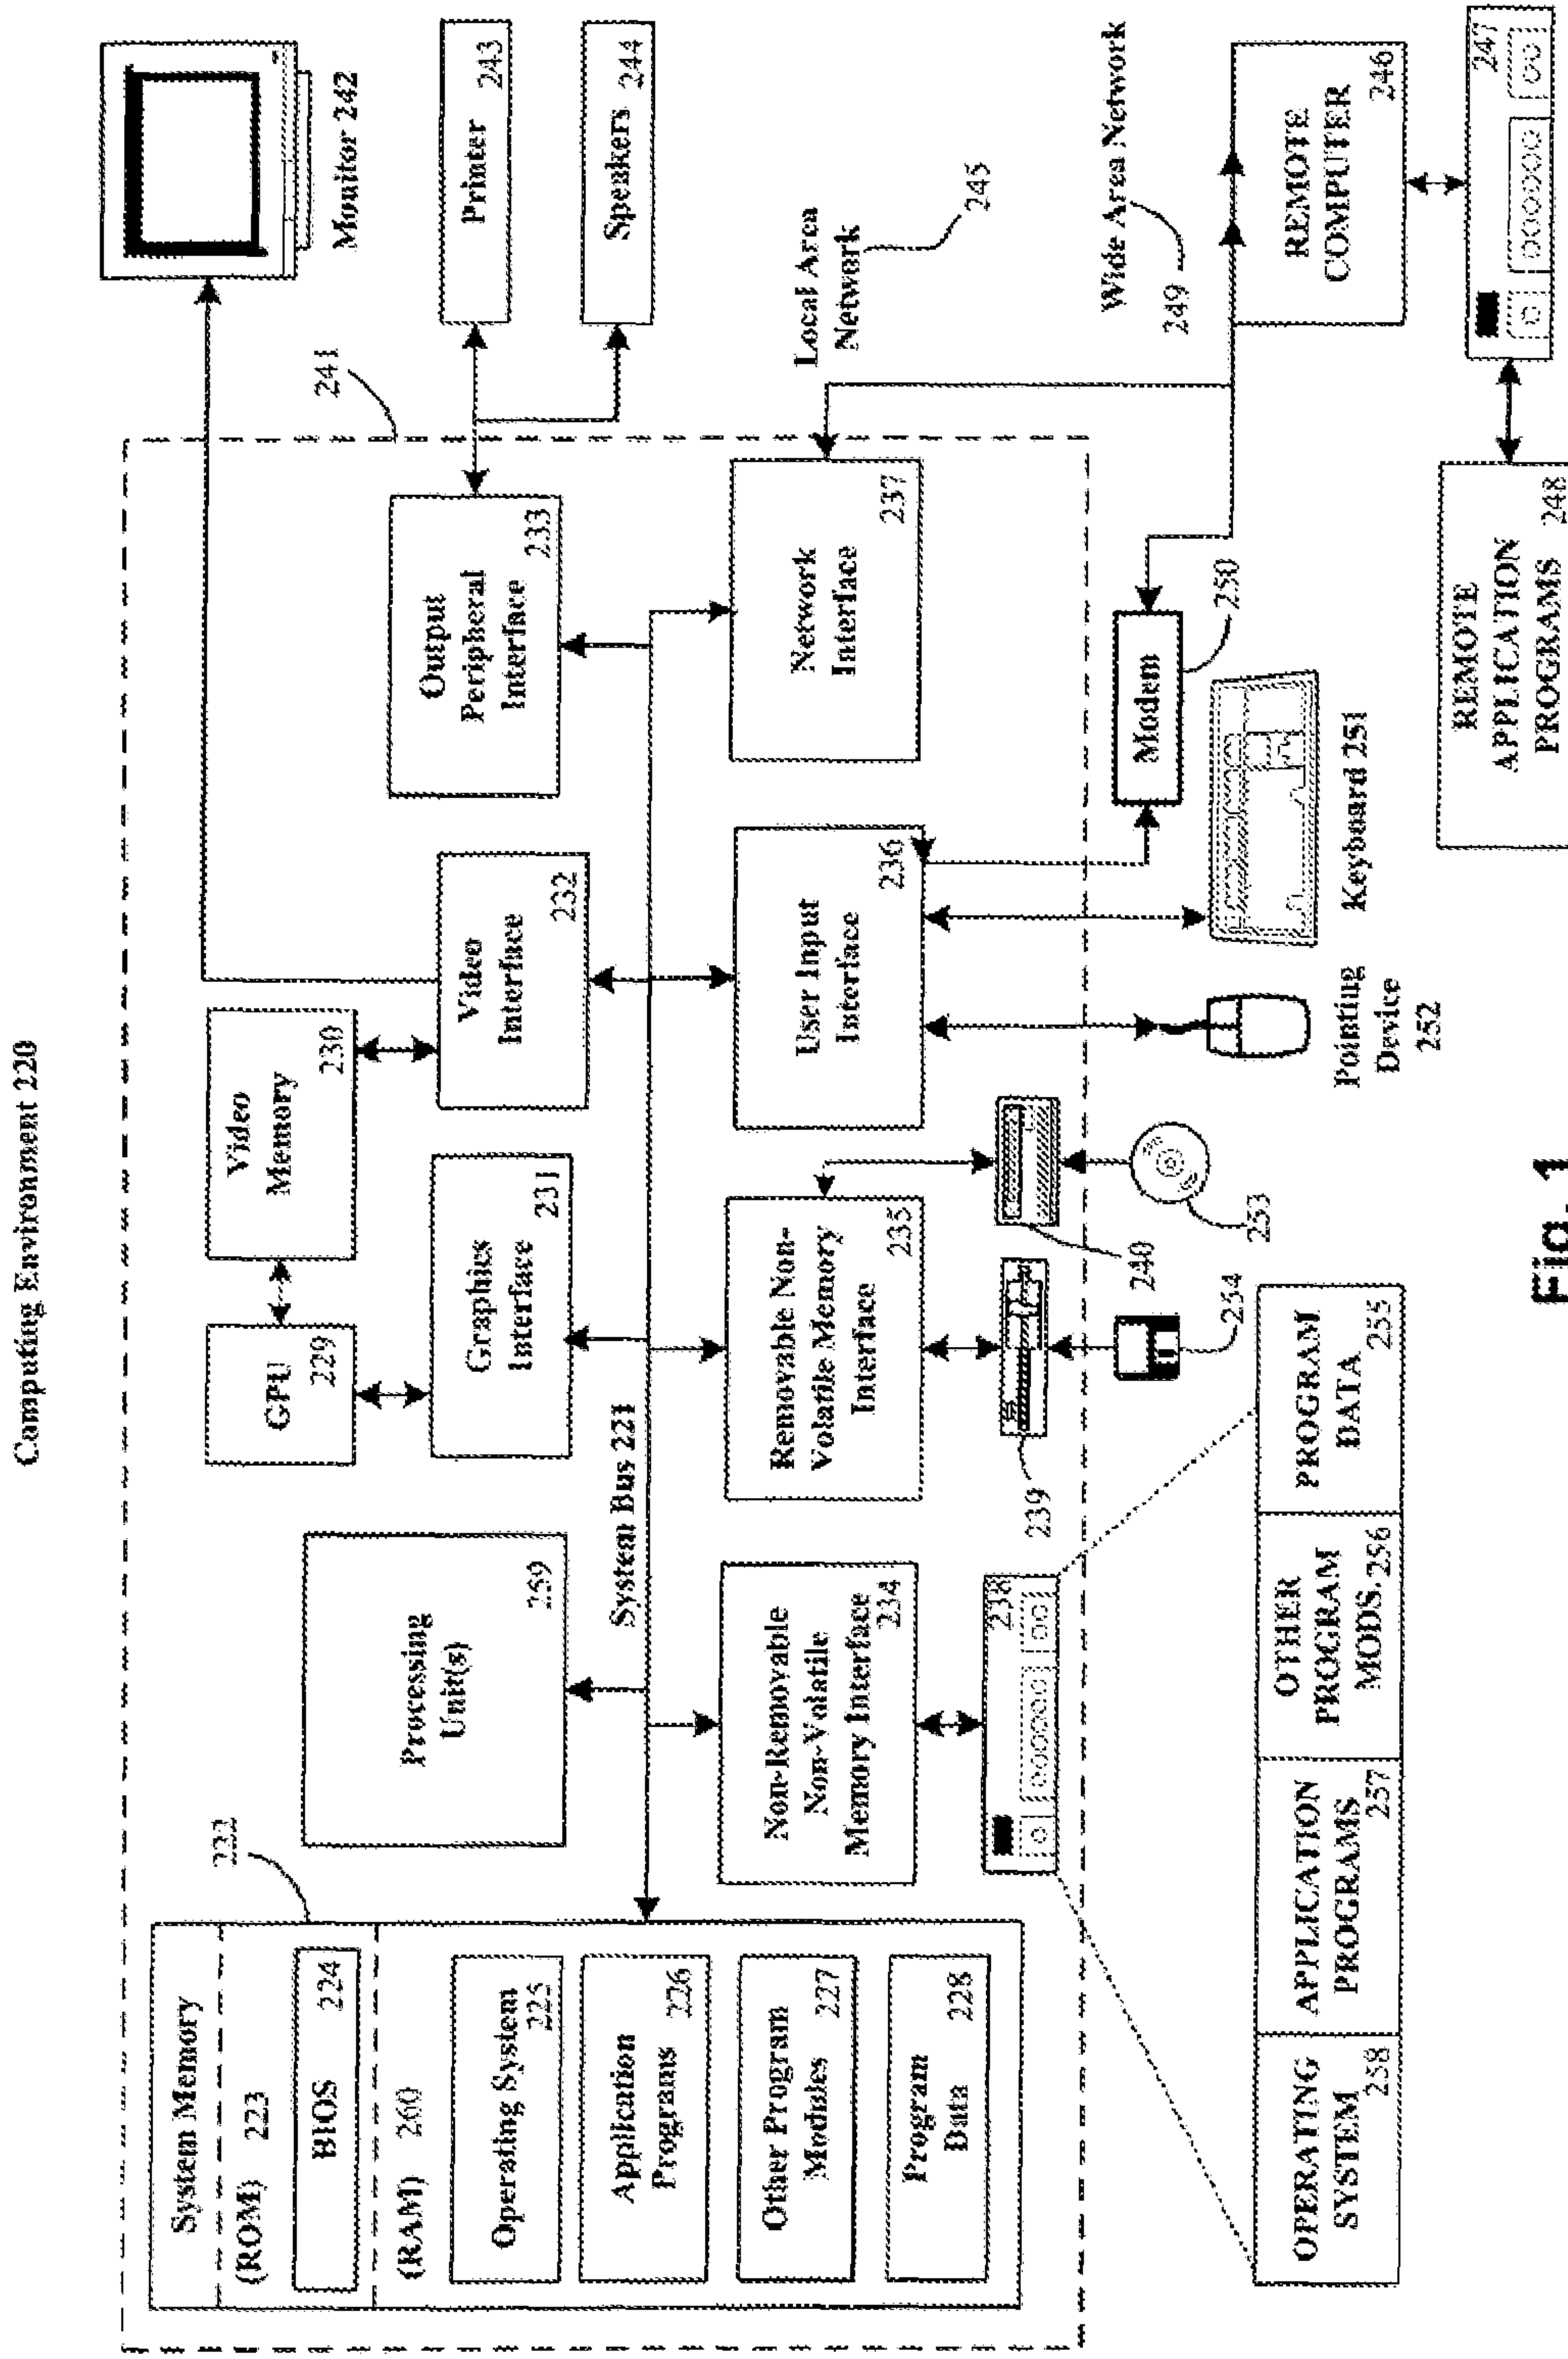 Computing Environment 220
System Memory
222
(ROM) 223
BIOS 224
(RAM) 260
Operating System
225
Application
Programs 226
Other Program
Modules 227
Program
Data 228
Processing
Unit(s)
259
System Bus 221
GPU
229
Video
Memory
230
Graphics
Interface
231
Video
Interface
232
Output
Peripheral
Interface
233
241
Monitor 242
Printer
243
Speakers
244
Non-Removable
Non-Volatile
Memory Interface
234
Removable Non-
Volatile Memory
Interface
235
User Input
Interface
236
Network
Interface
237
Local Area
Network
245
238
239
240
254
253
Pointing
Device
252
Keyboard 251
Modem
250
Wide Area Network
249
REMOTE
COMPUTER
246
247
REMOTE
APPLICATION
PROGRAMS
248
OPERATING
SYSTEM
258
APPLICATION
PROGRAMS
257
OTHER
PROGRAM
MODS. 256
PROGRAM
DATA
255
Fig. 1